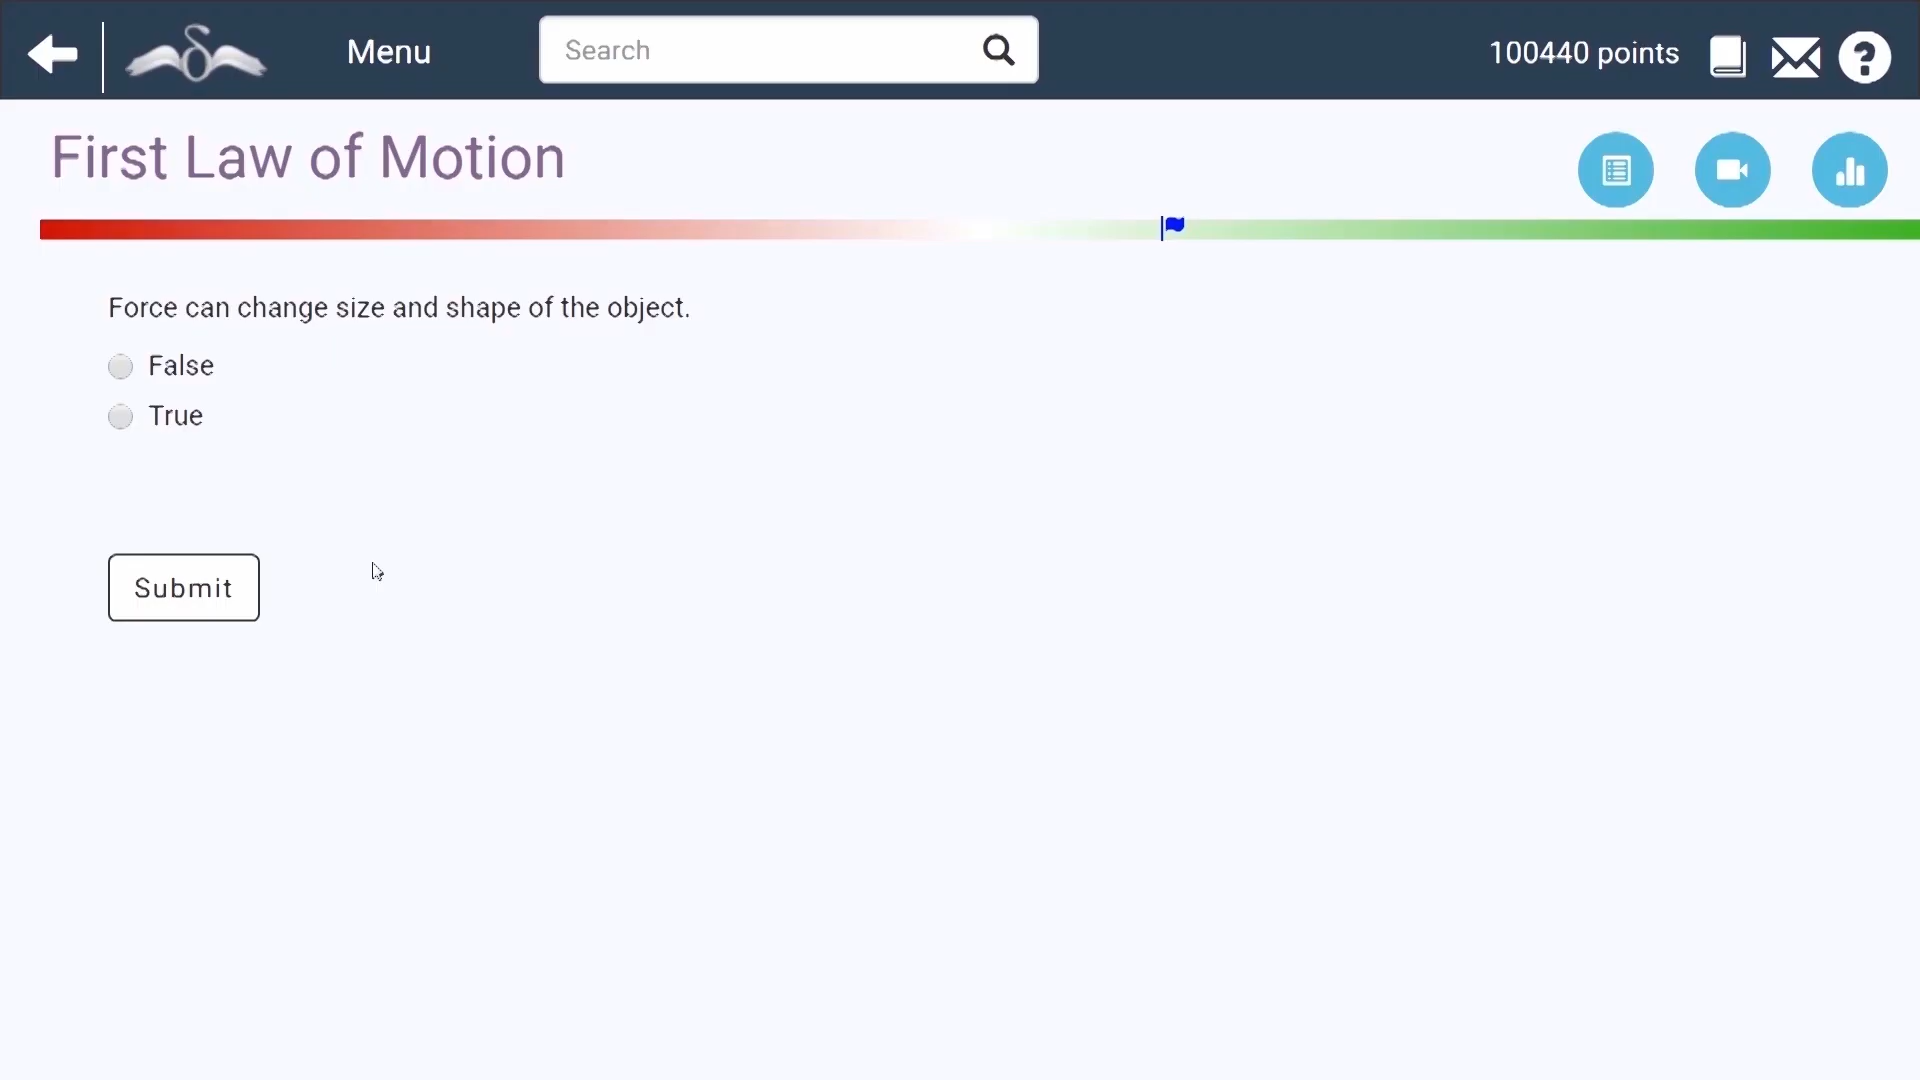 Menu
Search
100440 points
First Law of Motion
Force can change size and shape of the object.
False
True
Submit